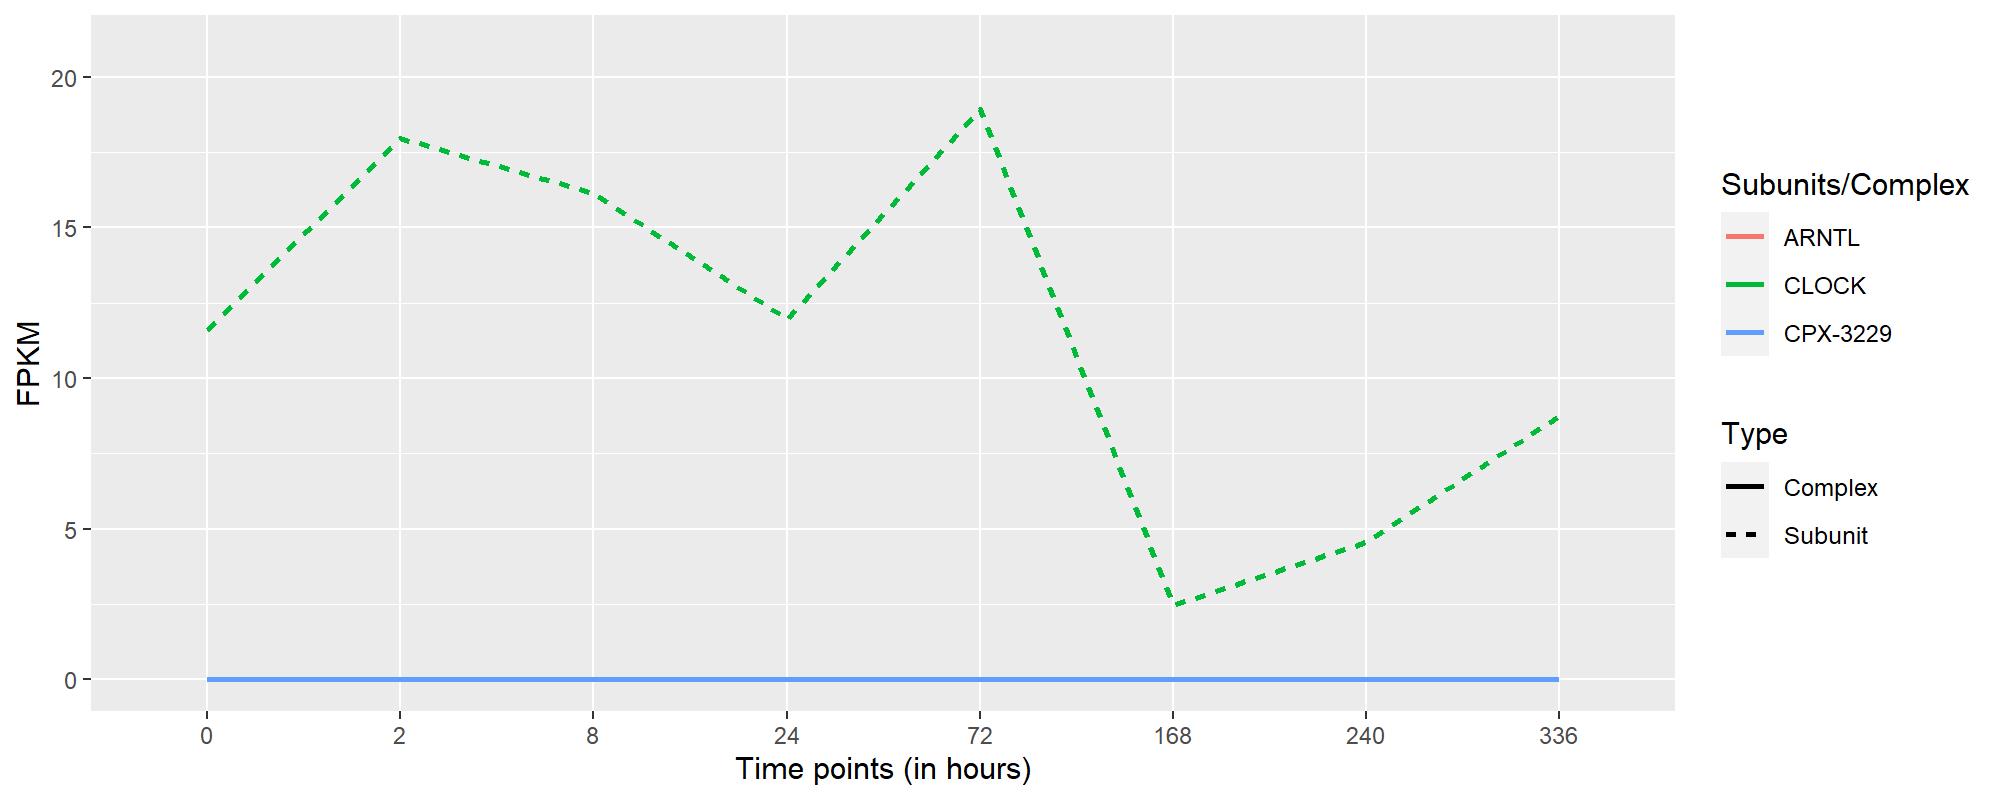 20
15
10
5
0
FPKM
0 2 8 24 72 168 240 336
Time points (in hours)
Subunits/Complex
ARNTL
CLOCK
CPX-3229
Type
Complex
Subunit